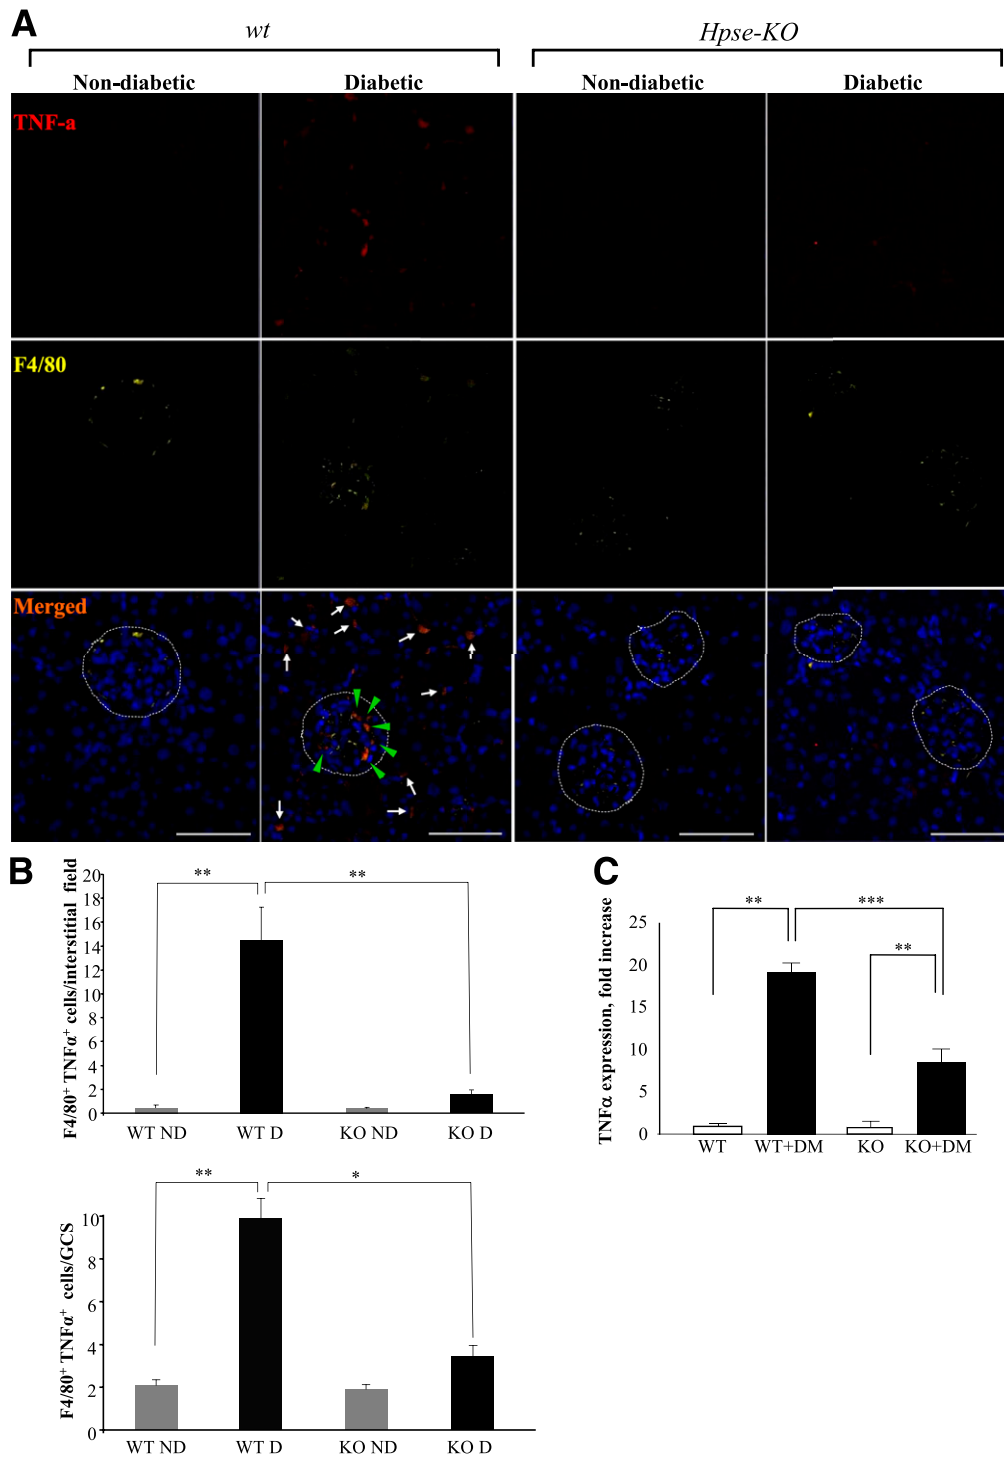 A
wt
Hpse-KO
Non-diabetic
Diabetic
Non-diabetic
Diabetic
TNF-a
F4/80
Merged
B
F4/80+ TNFα+ cells/interstitial field
20
18
16
14
12
10
8
6
4
2
0
**
**
WT ND
WT D
KO ND
KO D
F4/80+ TNFα+ cells/GCS
10
8
6
4
2
0
**
*
WT ND
WT D
KO ND
KO D
C
TNFα expression, fold increase
25
20
15
10
5
0
**
***
**
WT
WT+DM
KO
KO+DM